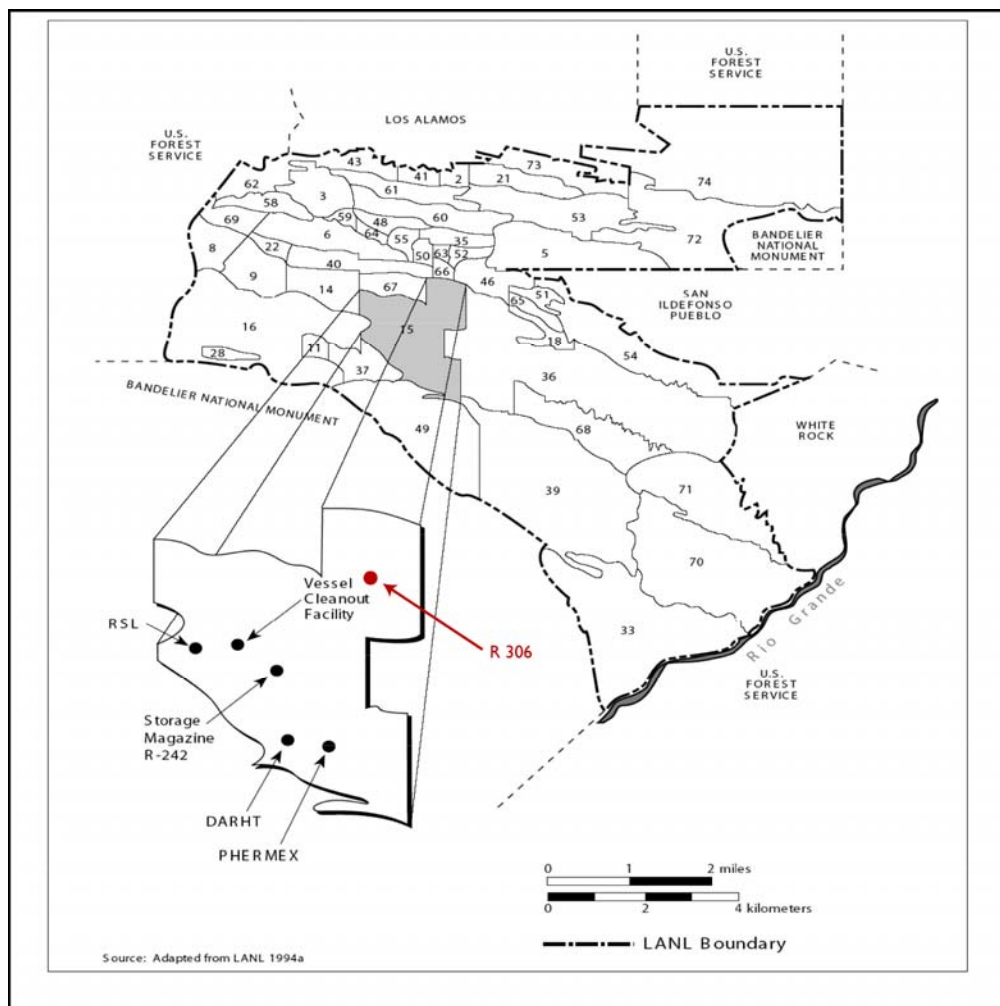 U.S.
FOREST
SERVICE
LOS ALAMOS
U.S.
FOREST
SERVICE
43
41
2
73
21
74
62
3
61
58
53
69
59
48
60
6
64
55
35
72
BANDELIER
NATIONAL
MONUMENT
8
22
50
63
52
5
9
40
66
46
14
67
51
65
SAN
ILDEFONSO
PUEBLO
16
15
18
28
11
54
37
36
BANDELIER NATIONAL MONUMENT
49
68
WHITE
ROCK
39
71
70
33
Rio Grande
U.S.
FOREST
SERVICE
Vessel
Cleanout
Facility
RSL
R 306
Storage
Magazine
R-242
DARHT
PHERMEX
0 1 2 miles
0 2 4 kilometers
LANL Boundary
Source: Adapted from LANL 1994a